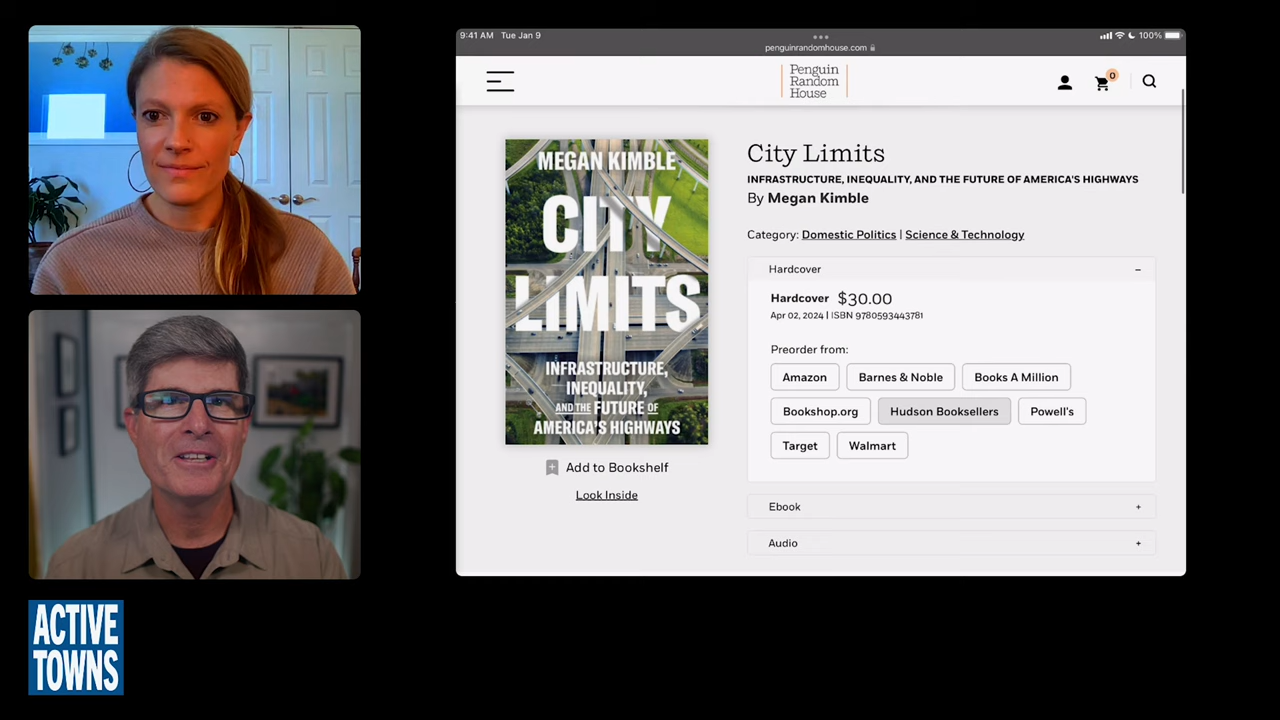 9:41 AM Tue Jan 9
100%
penguinrandomhouse.com
Penguin
Random
House
0
MEGAN KIMBLE
CITY
LIMITS
INFRASTRUCTURE,
INEQUALITY,
AND THE FUTURE OF
AMERICA'S HIGHWAYS
Add to Bookshelf
Look Inside
City Limits
INFRASTRUCTURE, INEQUALITY, AND THE FUTURE OF AMERICA'S HIGHWAYS
By Megan Kimble
Category: Domestic Politics | Science & Technology
Hardcover −
Hardcover $30.00
Apr 02, 2024 | ISBN 9780593443781
Preorder from:
Amazon Barnes & Noble Books A Million
Bookshop.org Hudson Booksellers Powell's
Target Walmart
Ebook +
Audio +
ACTIVE
TOWNS